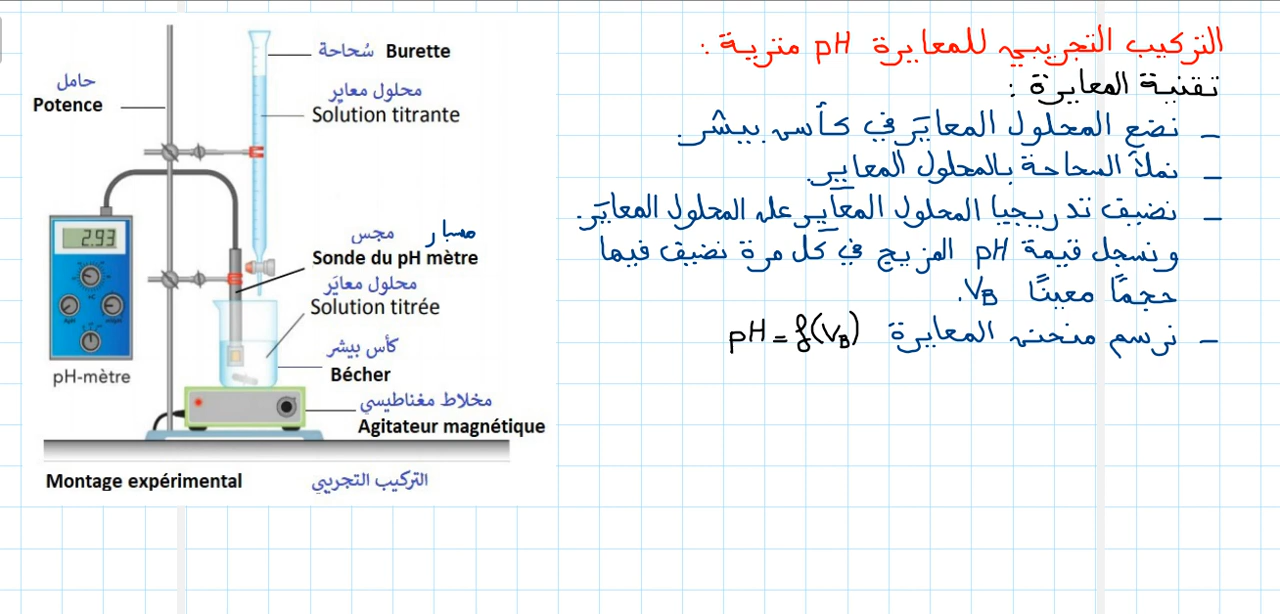 سُحاحة Burette
حامل
Potence
محلول معايِر
Solution titrante
2.93
مجس مسبار
Sonde du pH mètre
محلول معايَر
Solution titrée
كأس بيشر
Bécher
pH-mètre
مخلاط مغناطيسي
Agitateur magnétique
Montage expérimental التركيب التجريبي
التركيب التجريبي للمعايرة pH مترية :
تقنية المعايرة :
- نضع المحلول المعايَر في كأس بيشر.
- نملأ السحاحة بالمحلول المعايِر.
- نضيف تدريجيا المحلول المعايِر على المحلول المعايَر.
ونسجل قيمة pH المزيج في كل مرة نضيف فيها
حجمًا معينًا VB.
- نرسم منحنى المعايرة pH = f(VB)